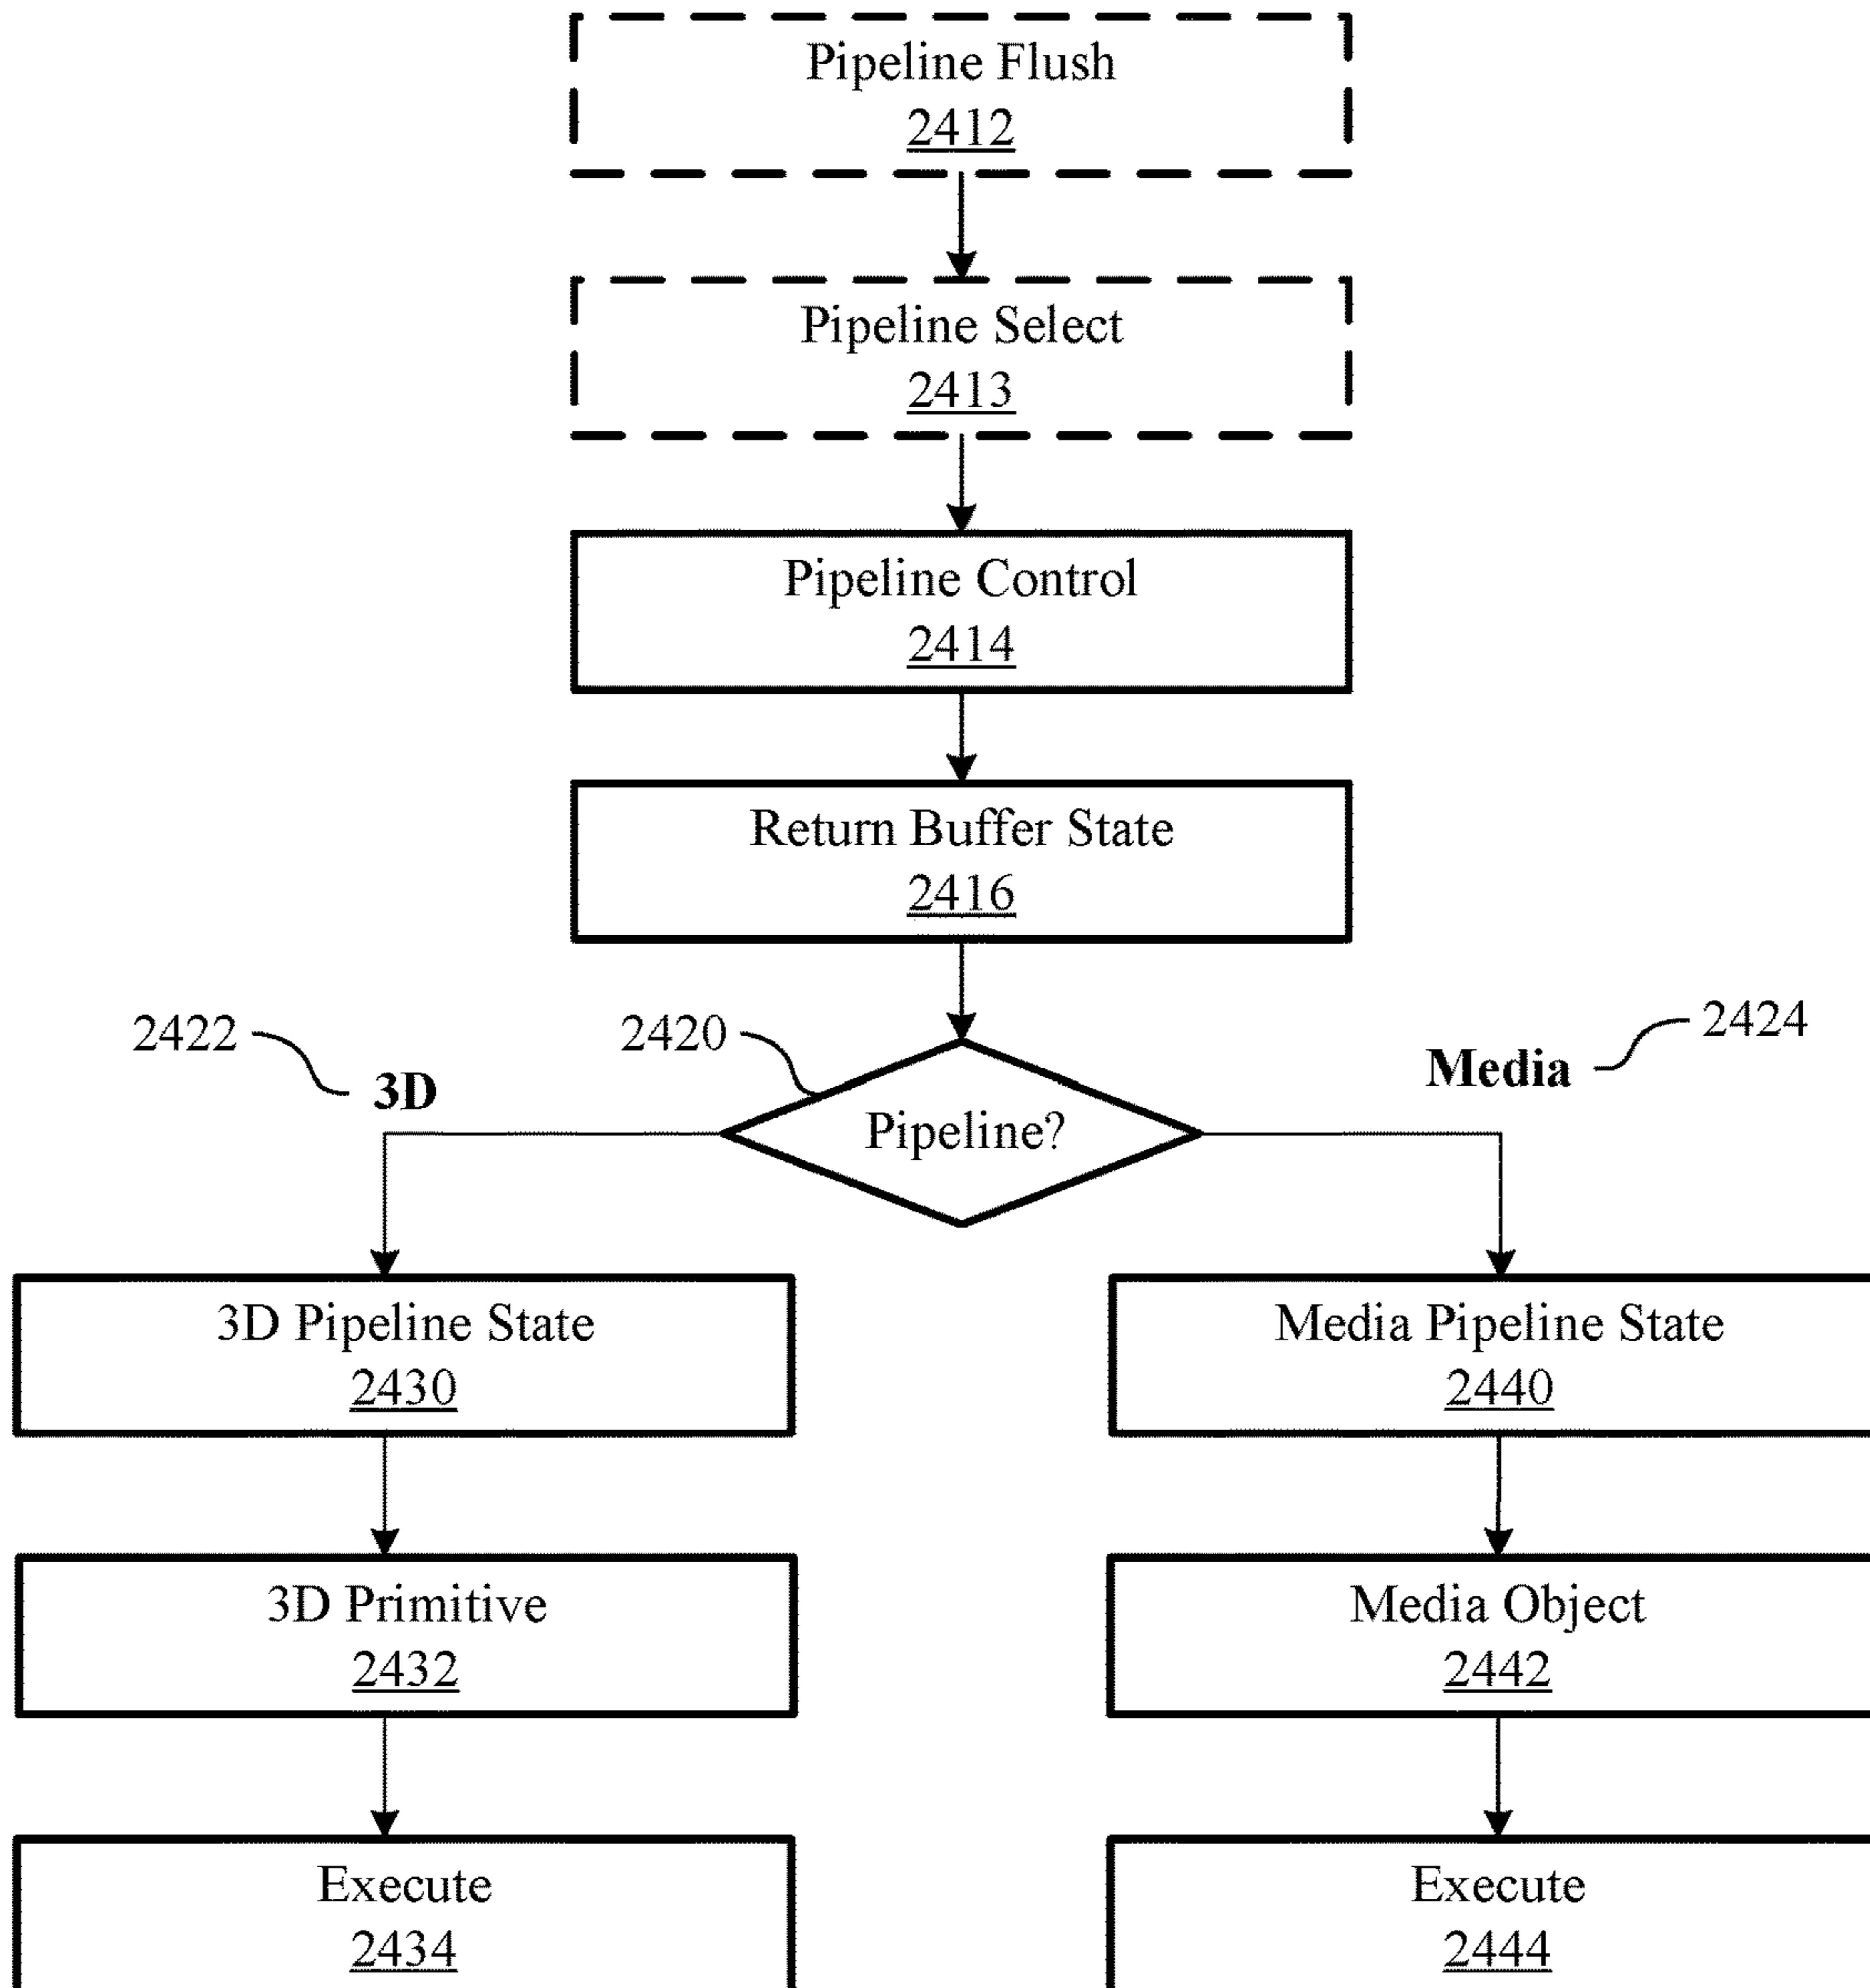 Pipeline Flush
2412
Pipeline Select
2413
Pipeline Control
2414
Return Buffer State
2416
2422
3D
2420
Pipeline?
Media
2424
3D Pipeline State
2430
Media Pipeline State
2440
3D Primitive
2432
Media Object
2442
Execute
2434
Execute
2444